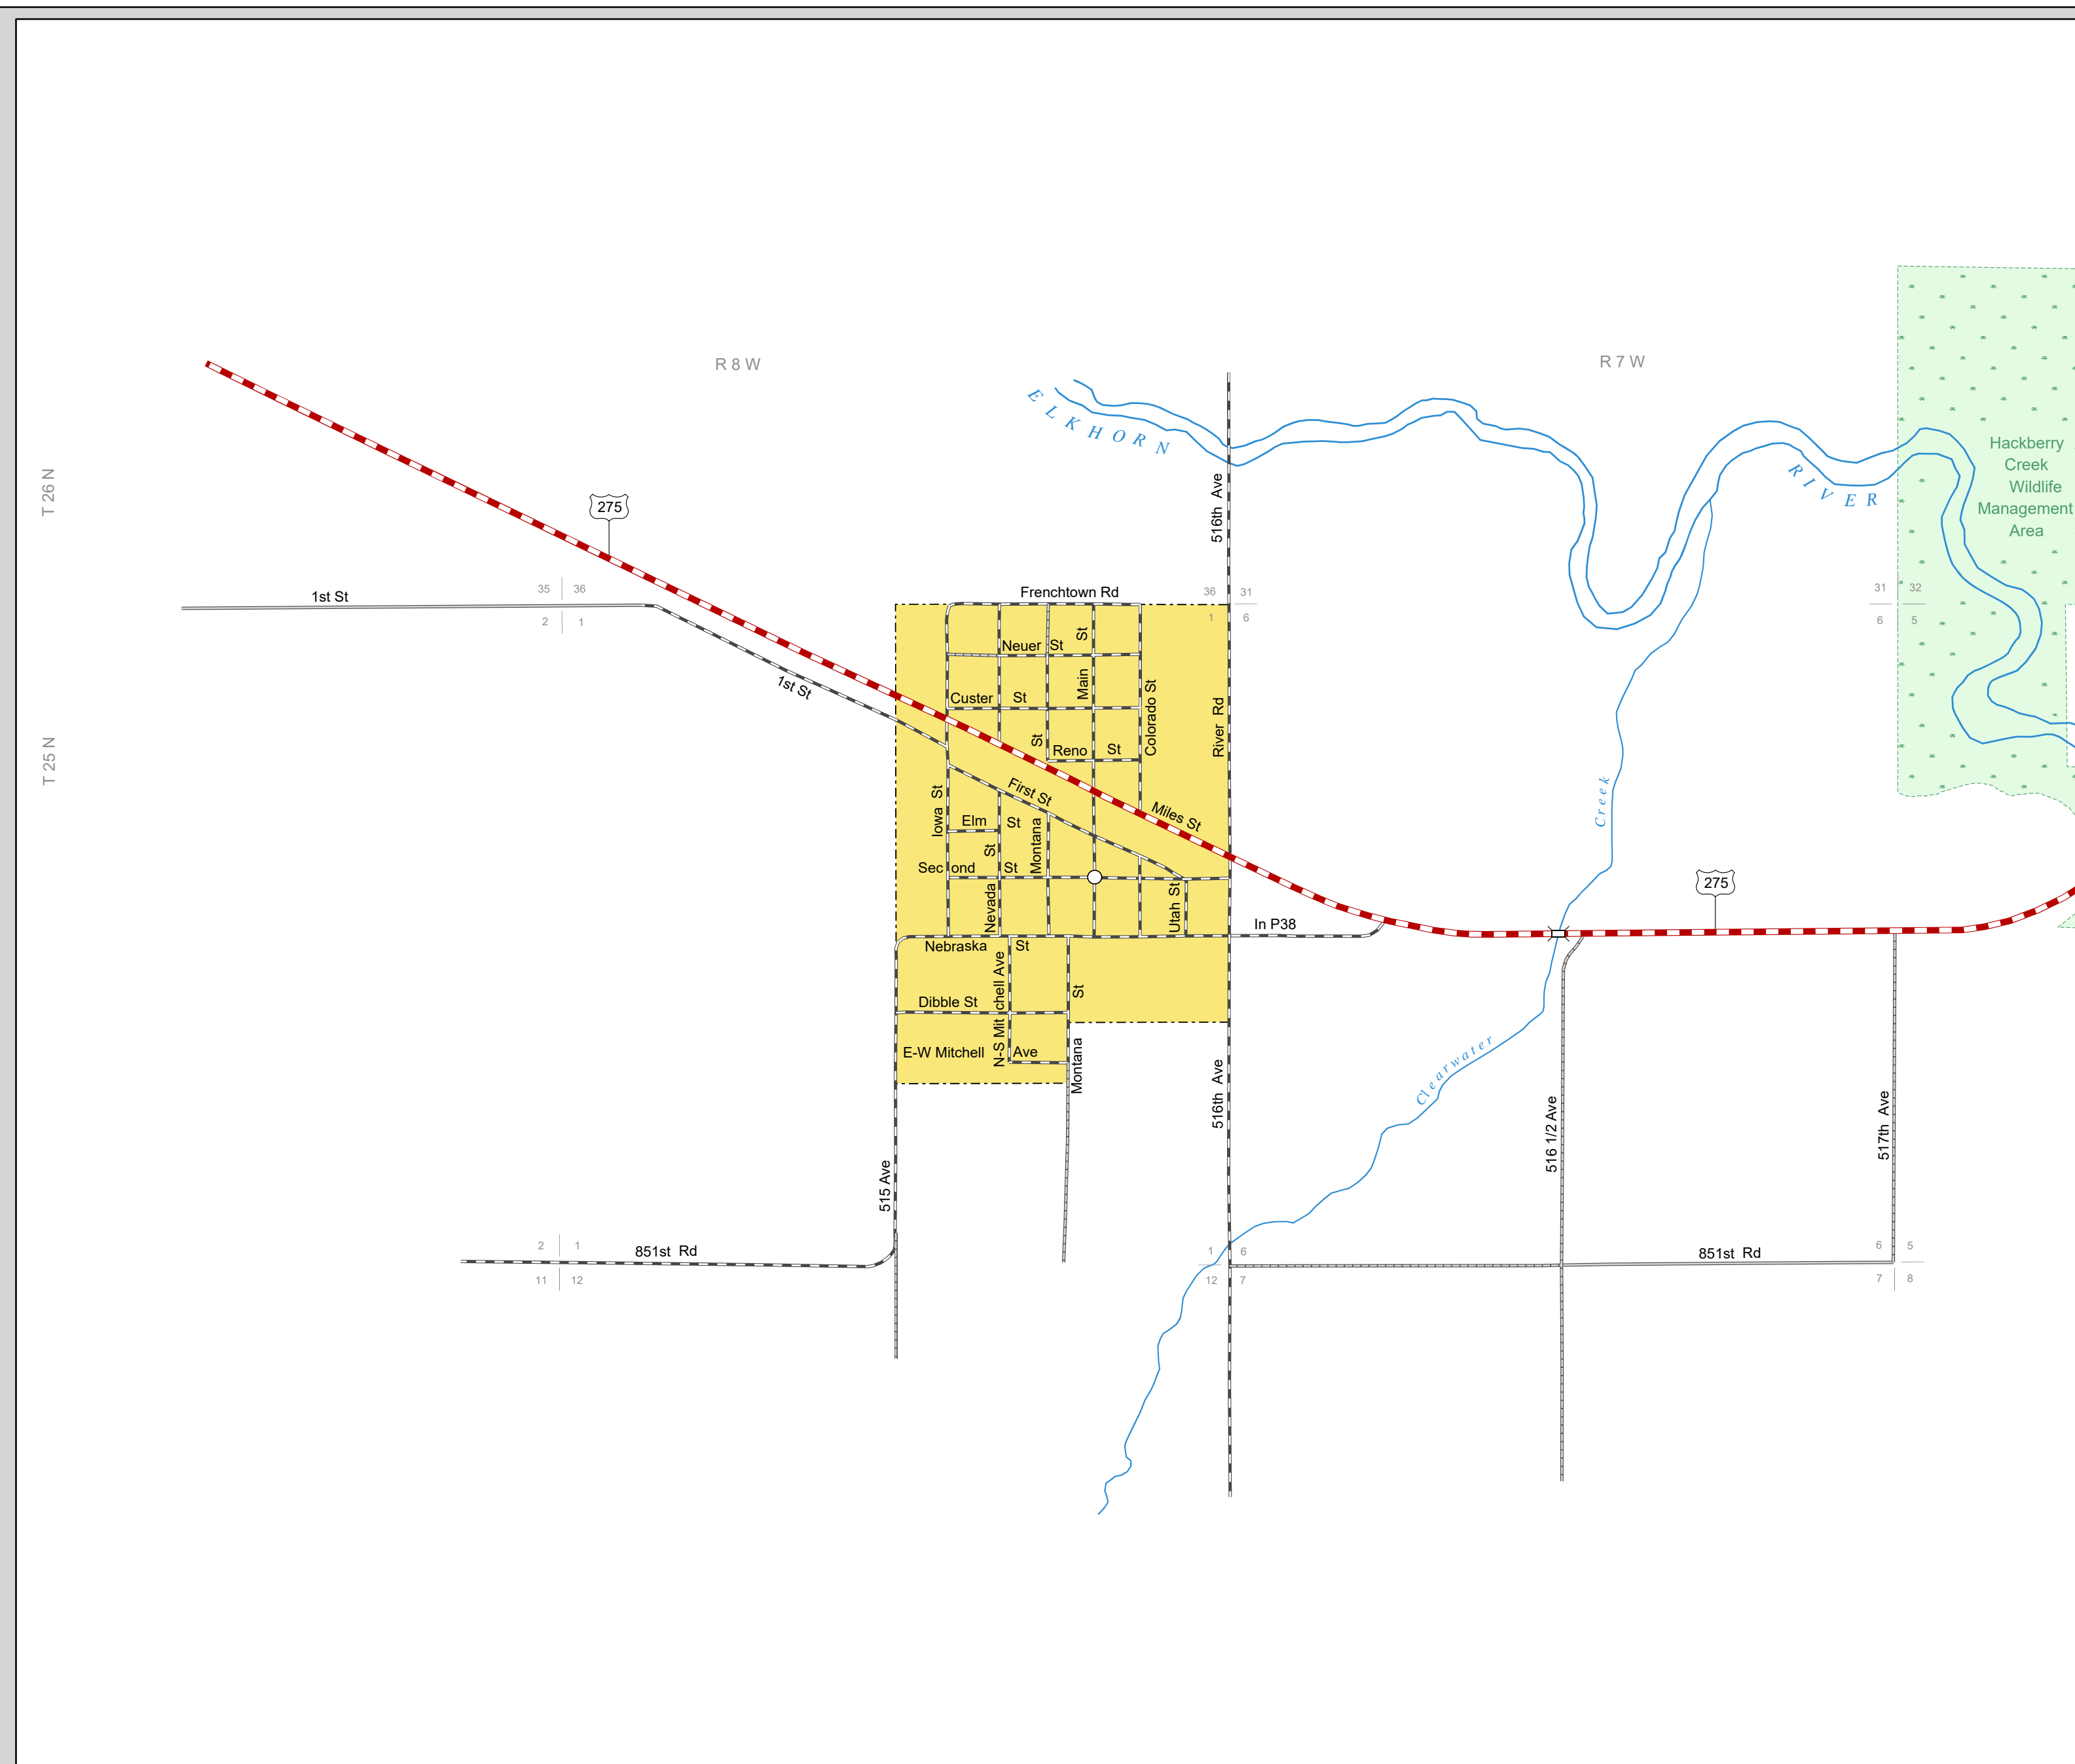 R 8 W
R 7 W
ELKHORN
RIVER
Hackberry
Creek
Wildlife
Management
Area
T 26 N
275
516th Ave
35 36
2 1
1st St
Frenchtown Rd
36 31
1 6
31 32
6 5
Neuer St
St
Main
1st St
Custer St
Colorado St
River Rd
T 25 N
St
Reno St
First St
Miles St
Iowa St
Elm St
Montana
St
Creek
Second St
Nevada
Utah St
275
In P38
Nebraska St
N-S Mitchell Ave
St
Dibble St
E-W Mitchell Ave
Montana
516th Ave
Clearwater
516 1/2 Ave
517th Ave
515 Ave
2 1
11 12
851st Rd
1 6
12 7
851st Rd
6 5
7 8